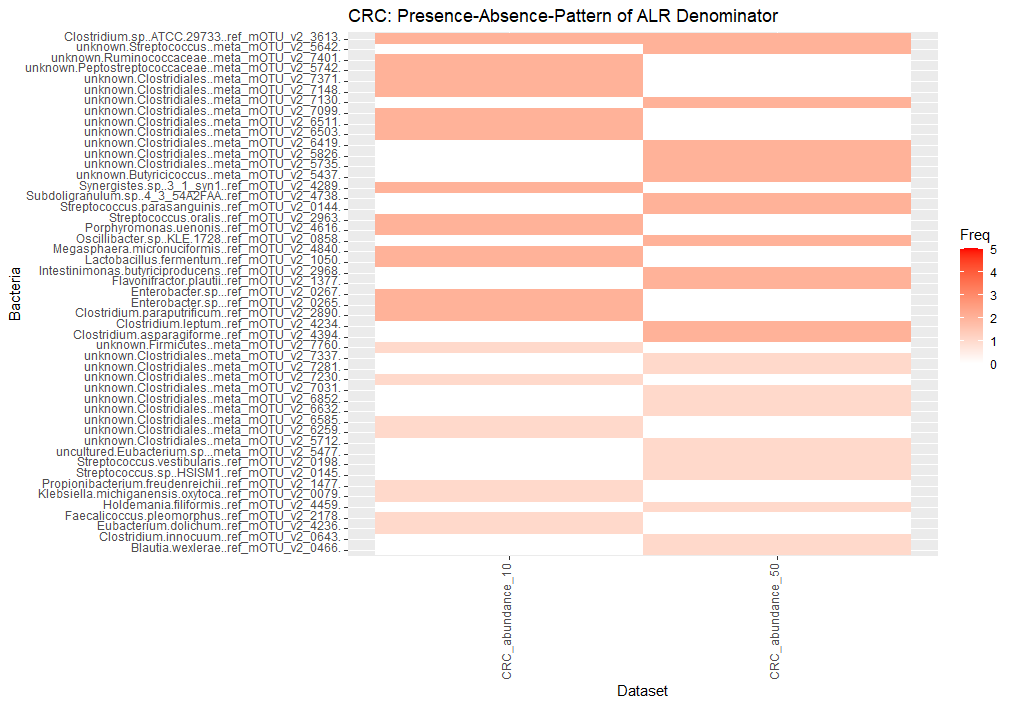 CRC: Presence-Absence-Pattern of ALR Denominator
Clostridium.sp..ATCC.29733..ref_mOTU_v2_3613.
unknown.Streptococcus..meta_mOTU_v2_5642.
unknown.Ruminococcaceae..meta_mOTU_v2_7401.
unknown.Peptostreptococcaceae..meta_mOTU_v2_5742.
unknown.Clostridiales..meta_mOTU_v2_7371.
unknown.Clostridiales..meta_mOTU_v2_7148.
unknown.Clostridiales..meta_mOTU_v2_7130.
unknown.Clostridiales..meta_mOTU_v2_7099.
unknown.Clostridiales..meta_mOTU_v2_6511.
unknown.Clostridiales..meta_mOTU_v2_6503.
unknown.Clostridiales..meta_mOTU_v2_6419.
unknown.Clostridiales..meta_mOTU_v2_5826.
unknown.Clostridiales..meta_mOTU_v2_5735.
unknown.Butyricicoccus..meta_mOTU_v2_5437.
Synergistes.sp..3_1_syn1..ref_mOTU_v2_4289.
Subdoligranulum.sp..4_3_54A2FAA..ref_mOTU_v2_4738.
Streptococcus.parasanguinis..ref_mOTU_v2_0144.
Streptococcus.oralis..ref_mOTU_v2_2963.
Porphyromonas.uenonis..ref_mOTU_v2_4616.
Oscillibacter.sp..KLE.1728..ref_mOTU_v2_0858.
Megasphaera.micronuciformis..ref_mOTU_v2_4840.
Lactobacillus.fermentum..ref_mOTU_v2_1050.
Intestinimonas.butyriciproducens..ref_mOTU_v2_2968.
Flavonifractor.plautii..ref_mOTU_v2_1377.
Enterobacter.sp...ref_mOTU_v2_0267.
Enterobacter.sp...ref_mOTU_v2_0265.
Clostridium.paraputrificum..ref_mOTU_v2_2890.
Clostridium.leptum..ref_mOTU_v2_4234.
Clostridium.asparagiforme..ref_mOTU_v2_4394.
unknown.Firmicutes..meta_mOTU_v2_7760.
unknown.Clostridiales..meta_mOTU_v2_7337.
unknown.Clostridiales..meta_mOTU_v2_7281.
unknown.Clostridiales..meta_mOTU_v2_7230.
unknown.Clostridiales..meta_mOTU_v2_7031.
unknown.Clostridiales..meta_mOTU_v2_6852.
unknown.Clostridiales..meta_mOTU_v2_6632.
unknown.Clostridiales..meta_mOTU_v2_6585.
unknown.Clostridiales..meta_mOTU_v2_6259.
unknown.Clostridiales..meta_mOTU_v2_5712.
uncultured.Eubacterium.sp...meta_mOTU_v2_5477.
Streptococcus.vestibularis..ref_mOTU_v2_0198.
Streptococcus.sp..HSISM1..ref_mOTU_v2_0145.
Propionibacterium.freudenreichii..ref_mOTU_v2_1477.
Klebsiella.michiganensis.oxytoca..ref_mOTU_v2_0079.
Holdemania.filiformis..ref_mOTU_v2_4459.
Faecalicoccus.pleomorphus..ref_mOTU_v2_2178.
Eubacterium.dolichum..ref_mOTU_v2_4236.
Clostridium.innocuum..ref_mOTU_v2_0643.
Blautia.wexlerae..ref_mOTU_v2_0466.
Bacteria
CRC_abundance_10
CRC_abundance_50
Dataset
Freq
5
4
3
2
1
0